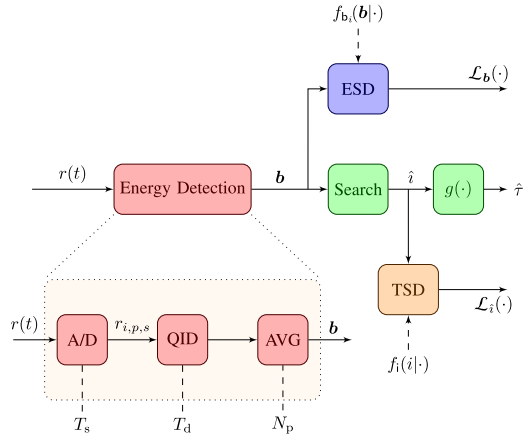 f_{b_i}(b|·)
ESD
ℒ_b(·)
r(t)
Energy Detection
b
Search
î
g(·)
τ̂
TSD
ℒ_î(·)
f_i(i|·)
r(t)
A/D
r_{i,p,s}
QID
AVG
b
T_s
T_d
N_p